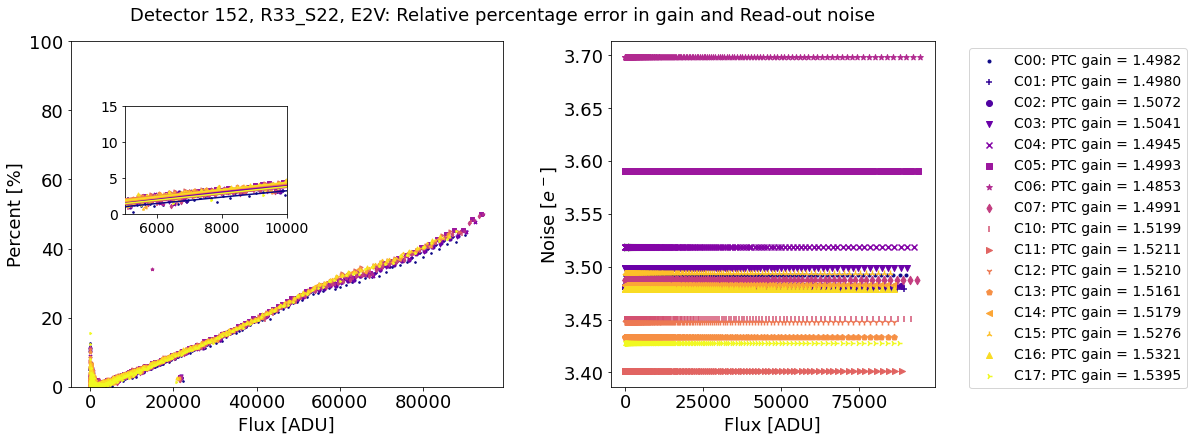 Detector 152, R33_S22, E2V: Relative percentage error in gain and Read-out noise
Percent [%]
100
80
60
40
20
0
15
10
5
0
6000 8000 10000
0 20000 40000 60000 80000
Flux [ADU]
Noise [e⁻]
3.70
3.65
3.60
3.55
3.50
3.45
3.40
0 25000 50000 75000
Flux [ADU]
C00: PTC gain = 1.4982
C01: PTC gain = 1.4980
C02: PTC gain = 1.5072
C03: PTC gain = 1.5041
C04: PTC gain = 1.4945
C05: PTC gain = 1.4993
C06: PTC gain = 1.4853
C07: PTC gain = 1.4991
C10: PTC gain = 1.5199
C11: PTC gain = 1.5211
C12: PTC gain = 1.5210
C13: PTC gain = 1.5161
C14: PTC gain = 1.5179
C15: PTC gain = 1.5276
C16: PTC gain = 1.5321
C17: PTC gain = 1.5395